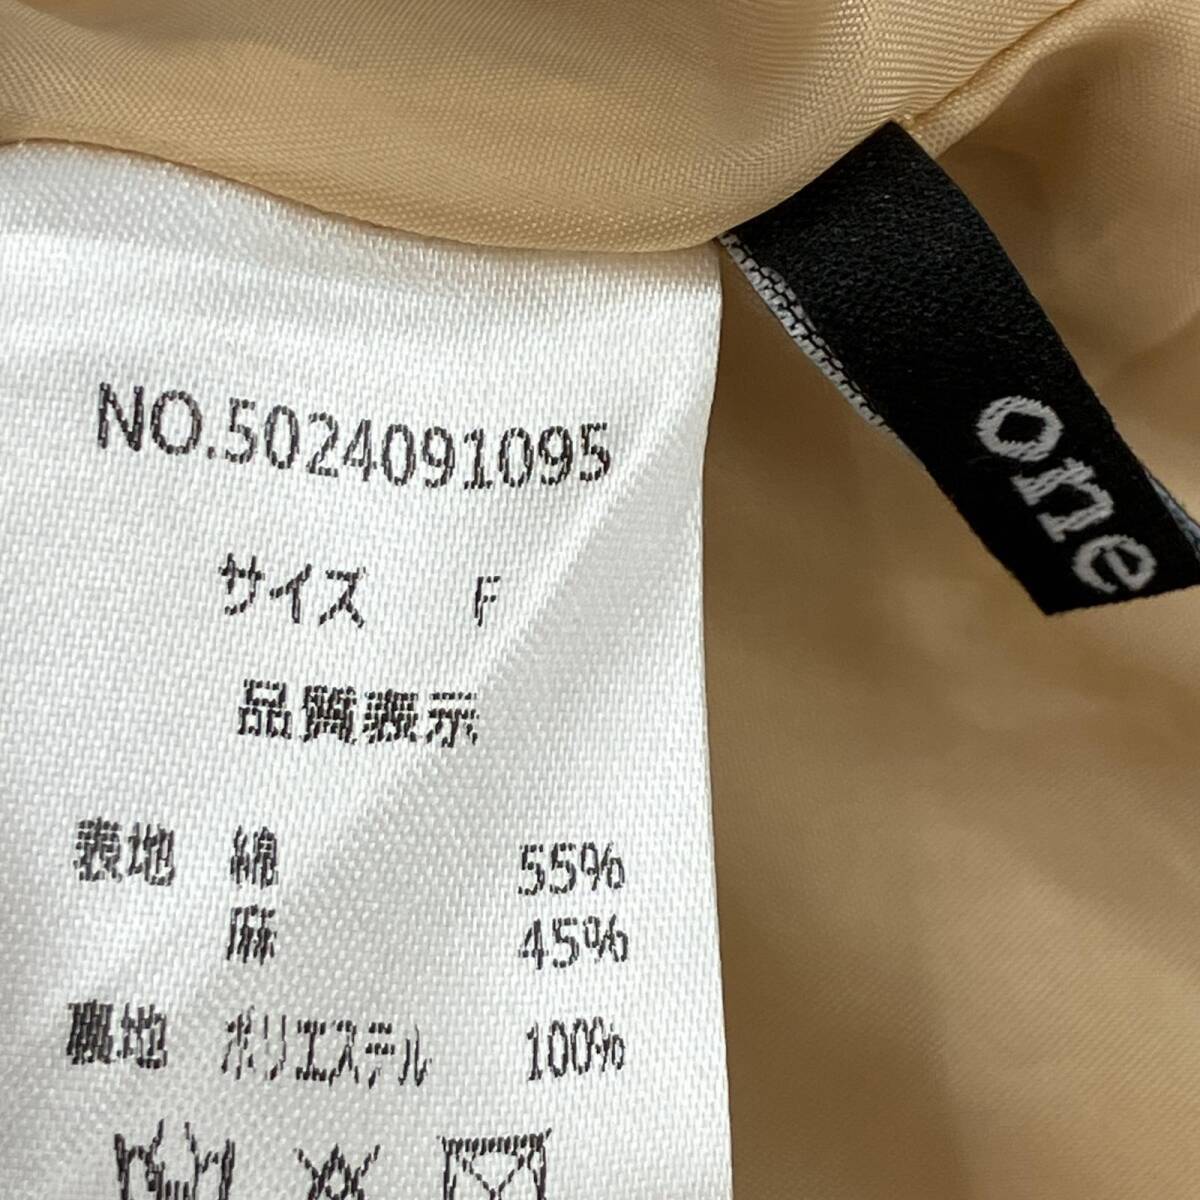 NO.5024091095
one
サイズ F
品質表示
表地 綿 55%
麻 45%
裏地 ポリエステル 100%